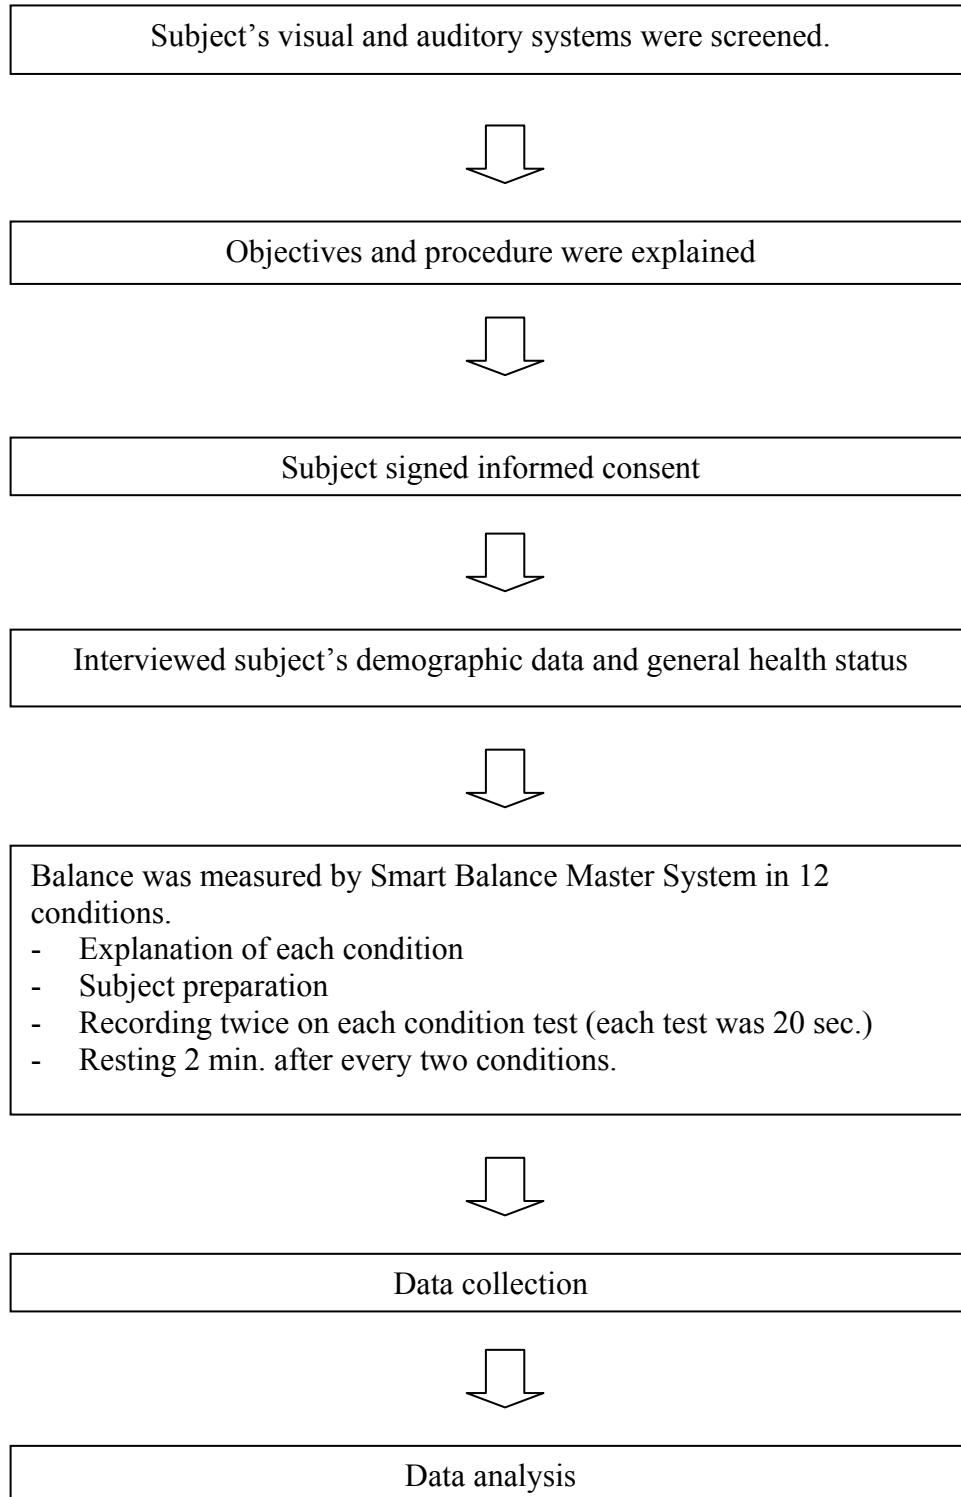 Subject’s visual and auditory systems were screened.
Objectives and procedure were explained
Subject signed informed consent
Interviewed subject’s demographic data and general health status
Balance was measured by Smart Balance Master System in 12
conditions.
- Explanation of each condition
- Subject preparation
- Recording twice on each condition test (each test was 20 sec.)
- Resting 2 min. after every two conditions.
Data collection
Data analysis